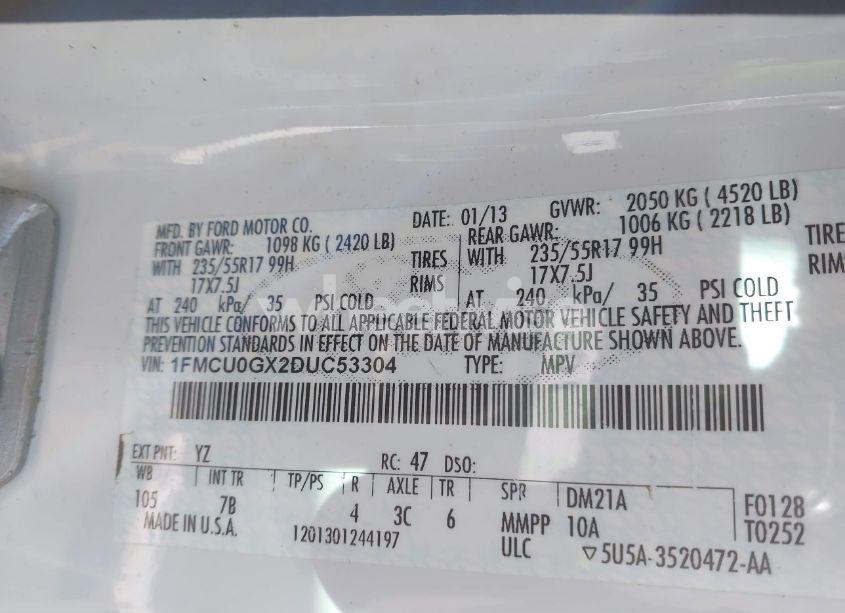 MFD. BY FORD MOTOR CO. DATE: 01/13 GVWR: 2050 KG ( 4520 LB)
FRONT GAWR: 1098 KG ( 2420 LB) REAR GAWR: 1006 KG ( 2218 LB)
WITH 235/55R17 99H TIRES WITH 235/55R17 99H TIRE
17X7.5J RIMS 17X7.5J RIM
AT 240 kPa/ 35 PSI COLD AT 240 kPa/ 35 PSI COLD
THIS VEHICLE CONFORMS TO ALL APPLICABLE FEDERAL MOTOR VEHICLE SAFETY AND THEFT
PREVENTION STANDARDS IN EFFECT ON THE DATE OF MANUFACTURE SHOWN ABOVE.
VIN: 1FMCU0GX2DUC53304 TYPE: MPV
EXT PNT: YZ RC: 47 DSO:
WB INT TR TP/PS R AXLE TR SPR DM21A F0128
105 7B 4 3C 6 MMPP 10A T0252
MADE IN U.S.A. 1201301244197 ULC ▽5U5A-3520472-AA